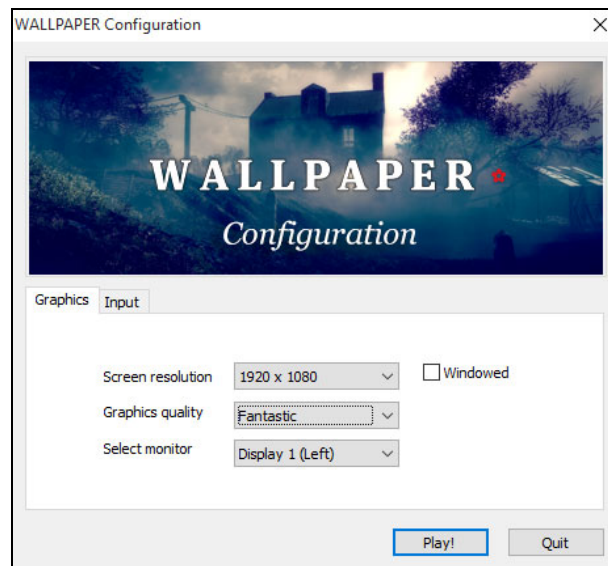 WALLPAPER Configuration
WALLPAPER
Configuration
Graphics Input
Screen resolution 1920 x 1080 Windowed
Graphics quality Fantastic
Select monitor Display 1 (Left)
Play! Quit